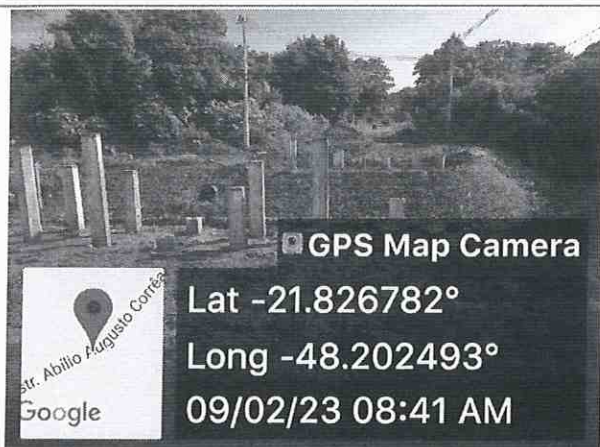 GPS Map Camera
Lat -21.826782°
Long -48.202493°
09/02/23 08:41 AM
str. Abílio Augusto Corrêa
Google